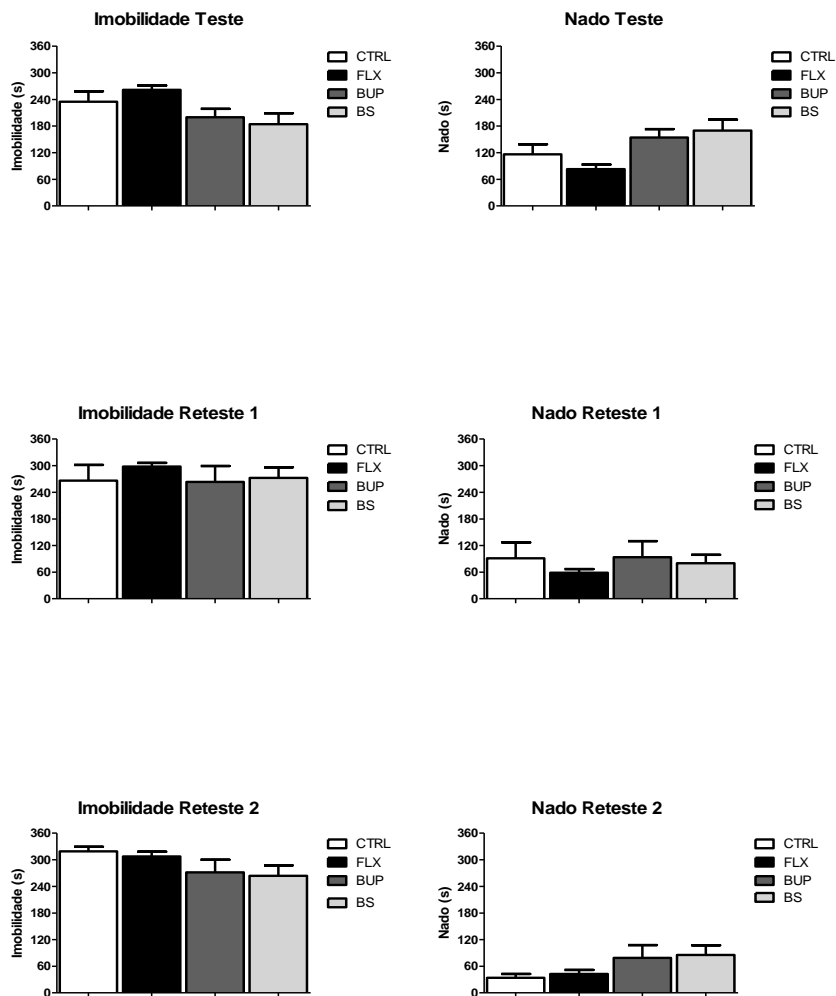 Imobilidade Teste
Imobilidade (s)
360
300
240
180
120
60
0
CTRL
FLX
BUP
BS
Nado Teste
Nado (s)
360
300
240
180
120
60
0
CTRL
FLX
BUP
BS
Imobilidade Reteste 1
Imobilidade (s)
360
300
240
180
120
60
0
CTRL
FLX
BUP
BS
Nado Reteste 1
Nado (s)
360
300
240
180
120
60
0
CTRL
FLX
BUP
BS
Imobilidade Reteste 2
Imobilidade (s)
360
300
240
180
120
60
0
CTRL
FLX
BUP
BS
Nado Reteste 2
Nado (s)
360
300
240
180
120
60
0
CTRL
FLX
BUP
BS